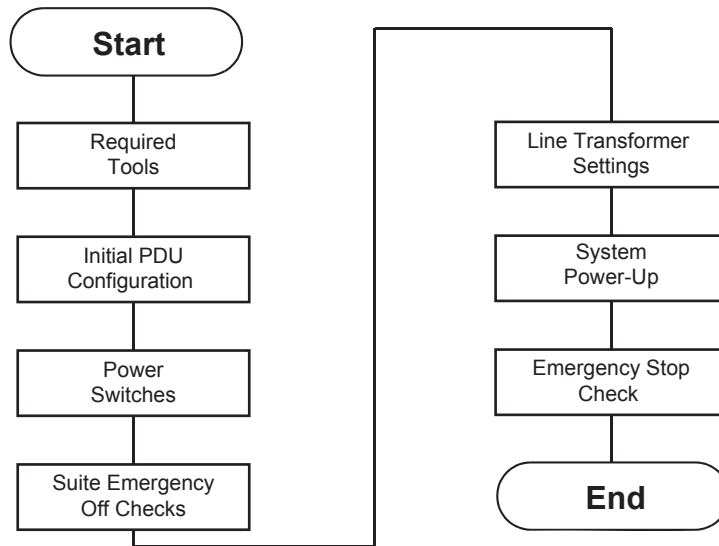 Start
Required
Tools
Initial PDU
Configuration
Power
Switches
Suite Emergency
Off Checks
Line Transformer
Settings
System
Power-Up
Emergency Stop
Check
End